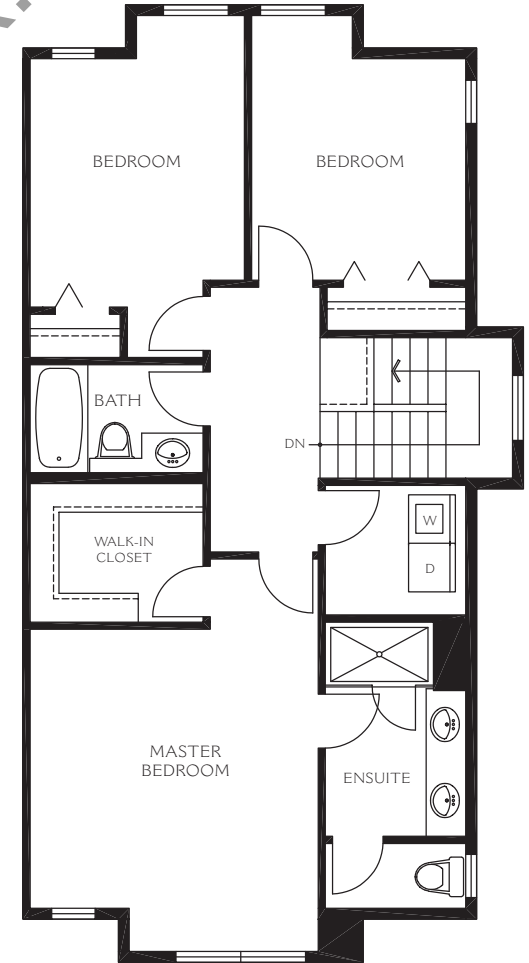 BEDROOM
BEDROOM
BATH
DN
WALK-IN
CLOSET
W
D
MASTER
BEDROOM
ENSUITE